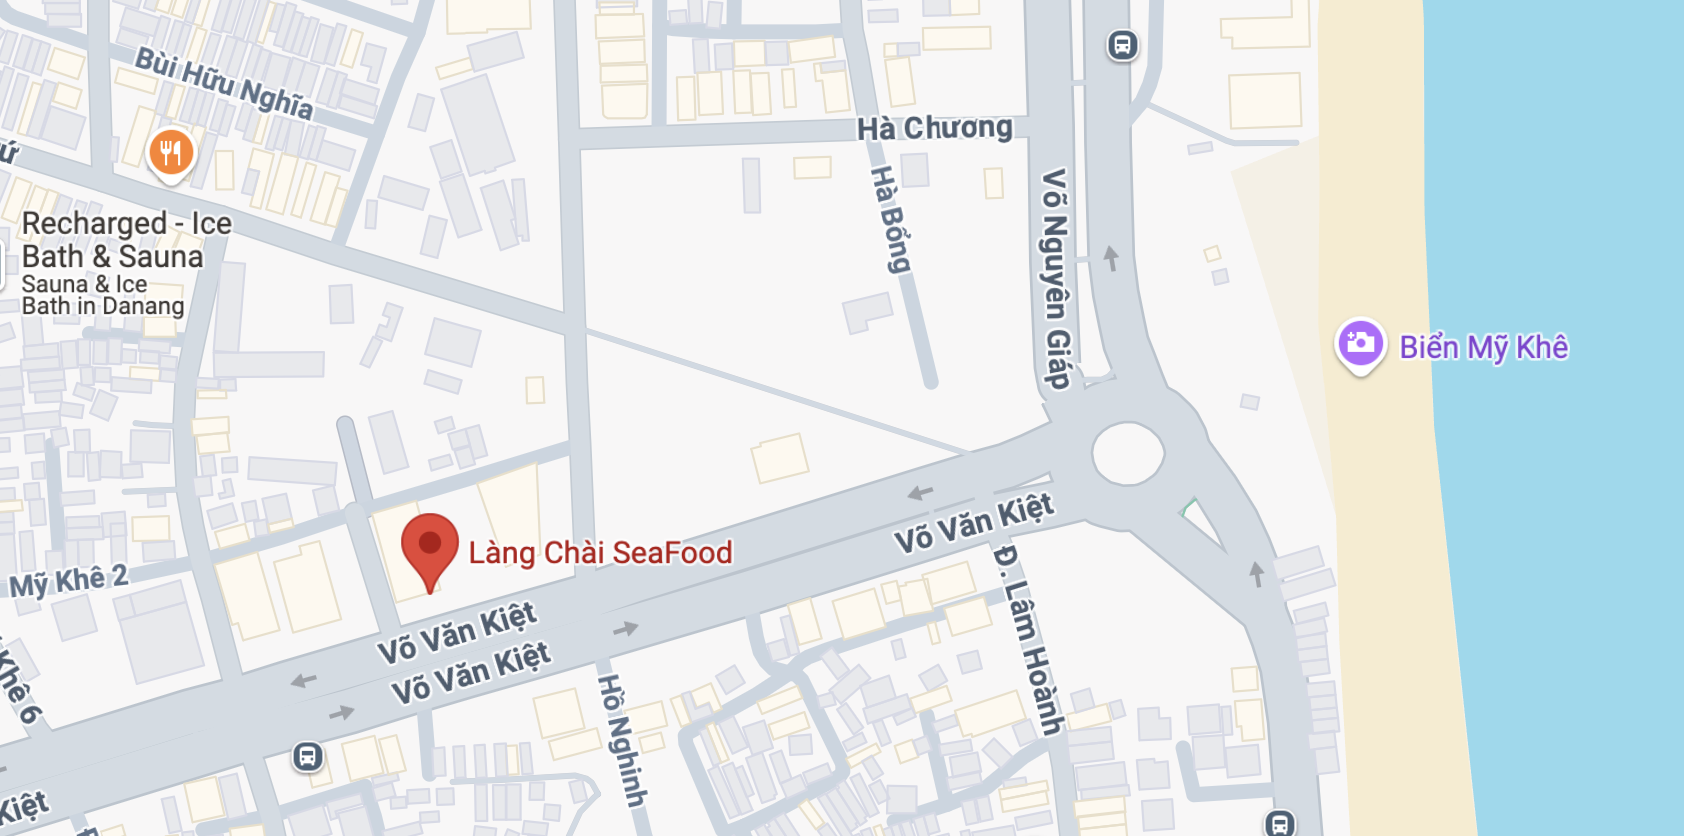 Bùi Hữu Nghĩa
Hà Chương
ứ
Hà Bổng
Võ Nguyên Giáp
Recharged - Ice
Bath & Sauna
Sauna & Ice
Bath in Danang
Biển Mỹ Khê
Võ Văn Kiệt
Làng Chài SeaFood
Đ. Lâm Hoành
Mỹ Khê 2
Võ Văn Kiệt
Võ Văn Kiệt
Khê 6
Hồ Nghinh
Kiệt